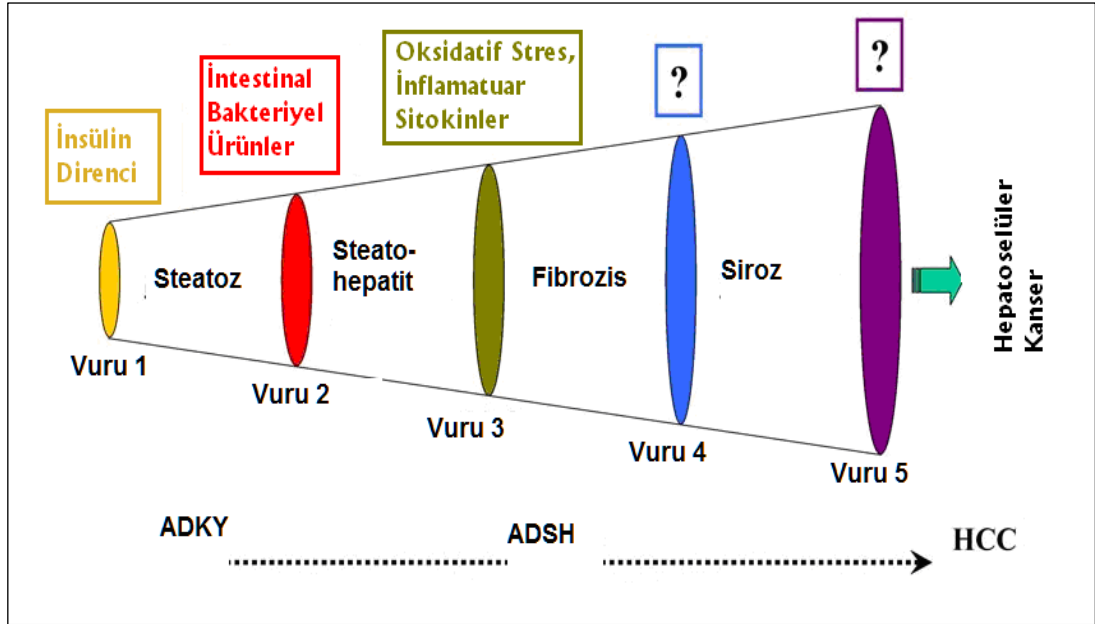 İnsülin
Direnci
İntestinal
Bakteriyel
Ürünler
Oksidatif Stres,
İnflamatuar
Sitokinler
?
?
Steatoz
Steato-
hepatit
Fibrozis
Siroz
Hepatoselüler
Kanser
Vuru 1
Vuru 2
Vuru 3
Vuru 4
Vuru 5
ADKY
ADSH
HCC